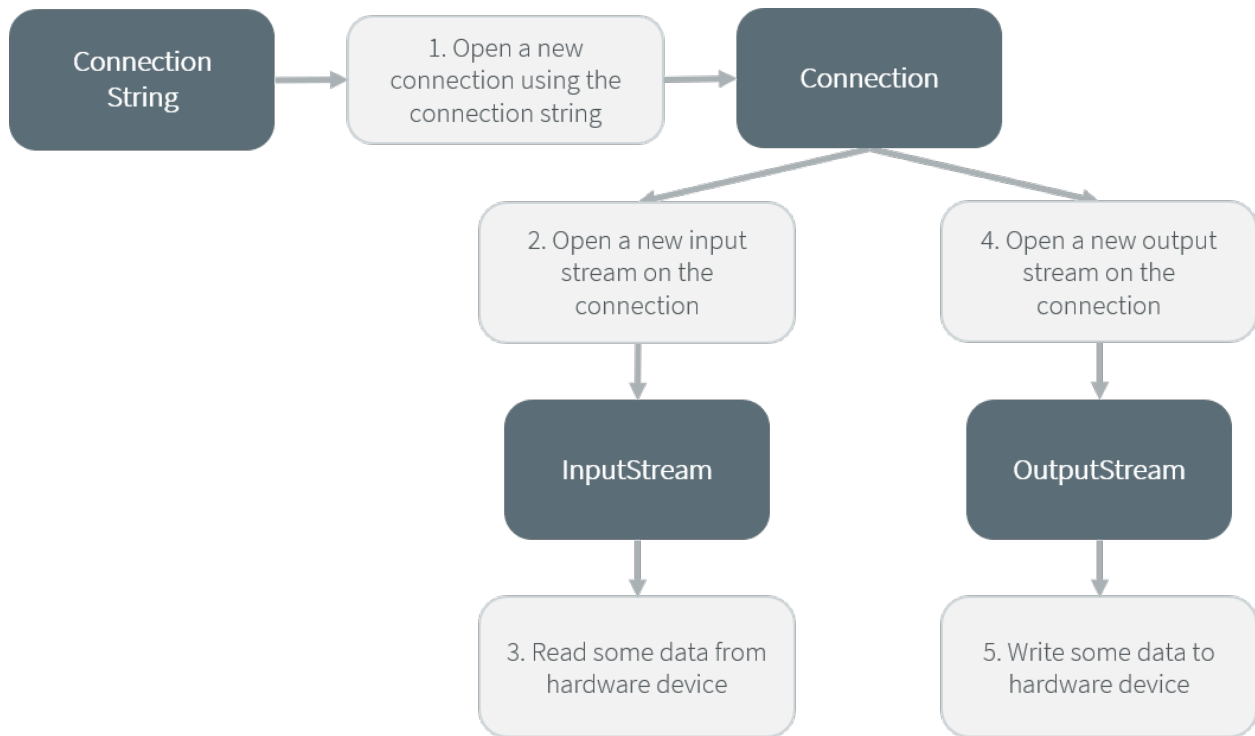 Connection
String
1. Open a new
connection using the
connection string
Connection
2. Open a new input
stream on the
connection
4. Open a new output
stream on the
connection
InputStream
OutputStream
3. Read some data from
hardware device
5. Write some data to
hardware device